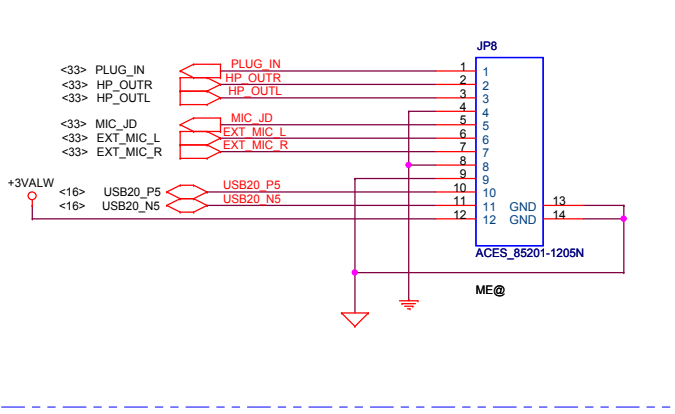 JP8
<33> PLUG_IN PLUG_IN 1 1
<33> HP_OUTR HP_OUTR 2 2
<33> HP_OUTL HP_OUTL 3 3
4 4
<33> MIC_JD MIC_JD 5 5
<33> EXT_MIC_L EXT_MIC_L 6 6
<33> EXT_MIC_R EXT_MIC_R 7 7
8 8
9 9
+3VALW <16> USB20_P5 USB20_P5 10 10
<16> USB20_N5 USB20_N5 11 11 GND 13
12 12 GND 14
ACES_85201-1205N
ME@